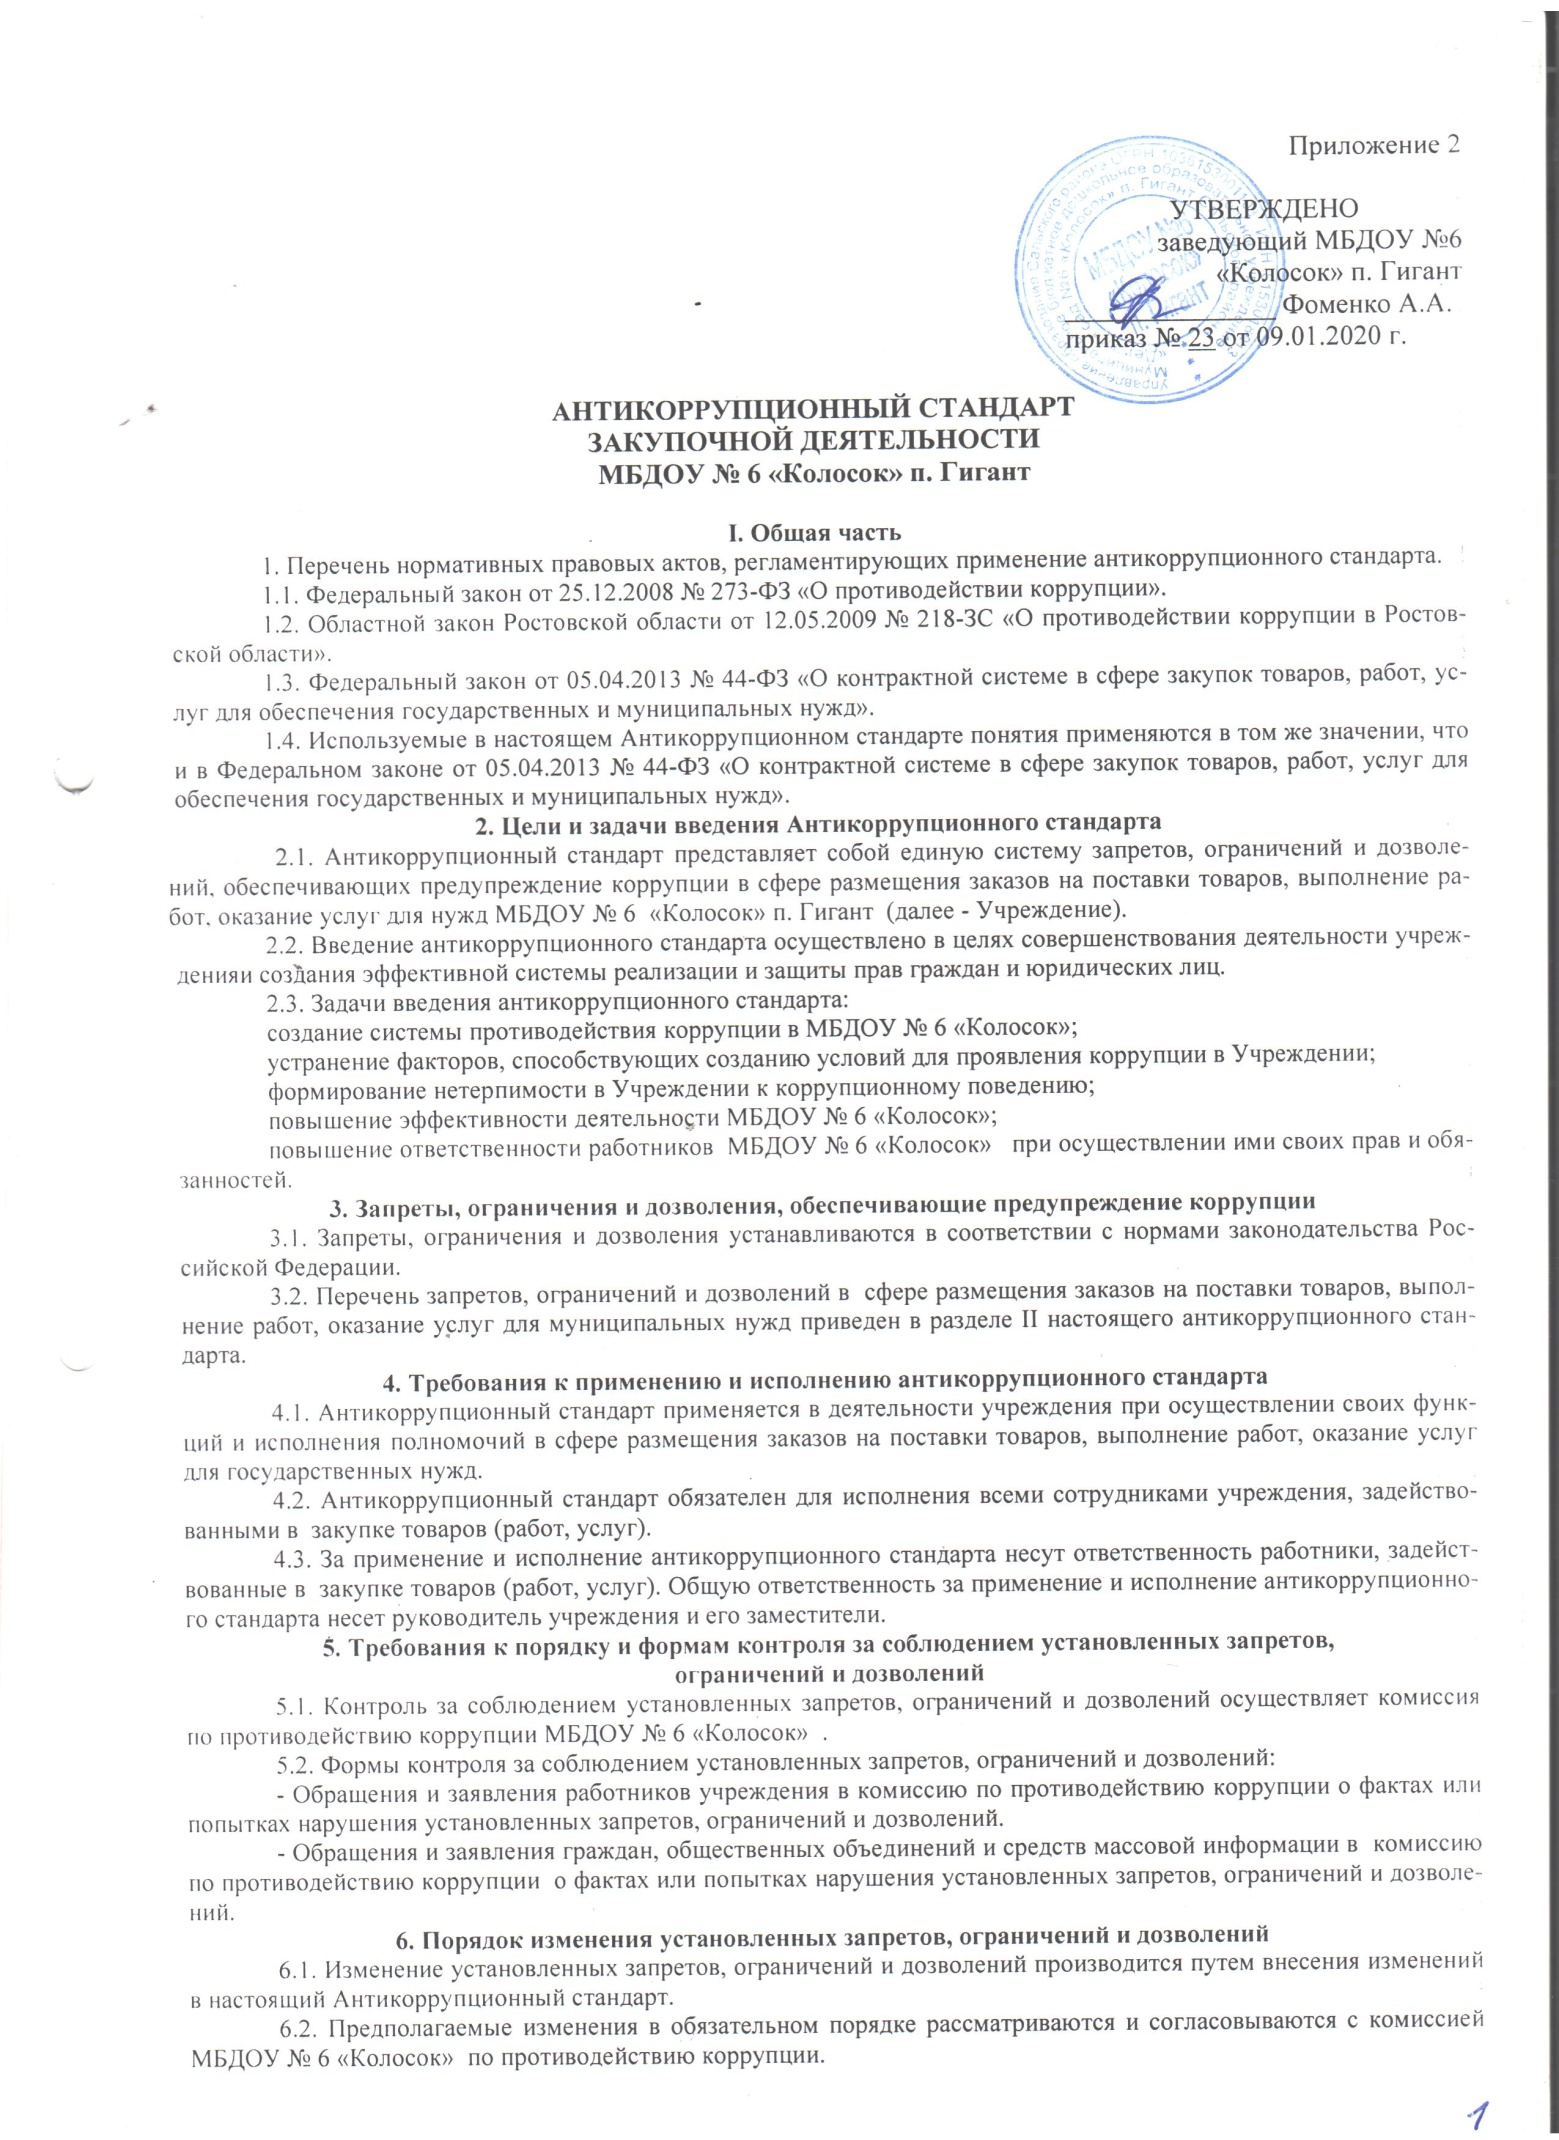 Приложение 2
УТВЕРЖДЕНО
заведующий МБДОУ №6
«Колосок» п. Гигант
Фоменко А.А.
приказ № 23 от 09.01.2020 г.
МБДОУ №6
«Колосок»
п. Гигант
АНТИКОРРУПЦИОННЫЙ СТАНДАРТ
ЗАКУПОЧНОЙ ДЕЯТЕЛЬНОСТИ
МБДОУ № 6 «Колосок» п. Гигант
I. Общая часть
1. Перечень нормативных правовых актов, регламентирующих применение антикоррупционного стандарта.
1.1. Федеральный закон от 25.12.2008 № 273-ФЗ «О противодействии коррупции».
1.2. Областной закон Ростовской области от 12.05.2009 № 218-ЗС «О противодействии коррупции в Ростов-
ской области».
1.3. Федеральный закон от 05.04.2013 № 44-ФЗ «О контрактной системе в сфере закупок товаров, работ, ус-
луг для обеспечения государственных и муниципальных нужд».
1.4. Используемые в настоящем Антикоррупционном стандарте понятия применяются в том же значении, что
и в Федеральном законе от 05.04.2013 № 44-ФЗ «О контрактной системе в сфере закупок товаров, работ, услуг для
обеспечения государственных и муниципальных нужд».
2. Цели и задачи введения Антикоррупционного стандарта
2.1. Антикоррупционный стандарт представляет собой единую систему запретов, ограничений и дозволе-
ний, обеспечивающих предупреждение коррупции в сфере размещения заказов на поставки товаров, выполнение ра-
бот, оказание услуг для нужд МБДОУ № 6 «Колосок» п. Гигант (далее - Учреждение).
2.2. Введение антикоррупционного стандарта осуществлено в целях совершенствования деятельности учреж-
денияи создания эффективной системы реализации и защиты прав граждан и юридических лиц.
2.3. Задачи введения антикоррупционного стандарта:
создание системы противодействия коррупции в МБДОУ № 6 «Колосок»;
устранение факторов, способствующих созданию условий для проявления коррупции в Учреждении;
формирование нетерпимости в Учреждении к коррупционному поведению;
повышение эффективности деятельности МБДОУ № 6 «Колосок»;
повышение ответственности работников МБДОУ № 6 «Колосок» при осуществлении ими своих прав и обя-
занностей.
3. Запреты, ограничения и дозволения, обеспечивающие предупреждение коррупции
3.1. Запреты, ограничения и дозволения устанавливаются в соответствии с нормами законодательства Рос-
сийской Федерации.
3.2. Перечень запретов, ограничений и дозволений в сфере размещения заказов на поставки товаров, выпол-
нение работ, оказание услуг для муниципальных нужд приведен в разделе II настоящего антикоррупционного стан-
дарта.
4. Требования к применению и исполнению антикоррупционного стандарта
4.1. Антикоррупционный стандарт применяется в деятельности учреждения при осуществлении своих функ-
ций и исполнения полномочий в сфере размещения заказов на поставки товаров, выполнение работ, оказание услуг
для государственных нужд.
4.2. Антикоррупционный стандарт обязателен для исполнения всеми сотрудниками учреждения, задейство-
ванными в закупке товаров (работ, услуг).
4.3. За применение и исполнение антикоррупционного стандарта несут ответственность работники, задейст-
вованные в закупке товаров (работ, услуг). Общую ответственность за применение и исполнение антикоррупционно-
го стандарта несет руководитель учреждения и его заместители.
5. Требования к порядку и формам контроля за соблюдением установленных запретов,
ограничений и дозволений
5.1. Контроль за соблюдением установленных запретов, ограничений и дозволений осуществляет комиссия
по противодействию коррупции МБДОУ № 6 «Колосок» .
5.2. Формы контроля за соблюдением установленных запретов, ограничений и дозволений:
- Обращения и заявления работников учреждения в комиссию по противодействию коррупции о фактах или
попытках нарушения установленных запретов, ограничений и дозволений.
- Обращения и заявления граждан, общественных объединений и средств массовой информации в комиссию
по противодействию коррупции о фактах или попытках нарушения установленных запретов, ограничений и дозволе-
ний.
6. Порядок изменения установленных запретов, ограничений и дозволений
6.1. Изменение установленных запретов, ограничений и дозволений производится путем внесения изменений
в настоящий Антикоррупционный стандарт.
6.2. Предполагаемые изменения в обязательном порядке рассматриваются и согласовываются с комиссией
МБДОУ № 6 «Колосок» по противодействию коррупции.
1